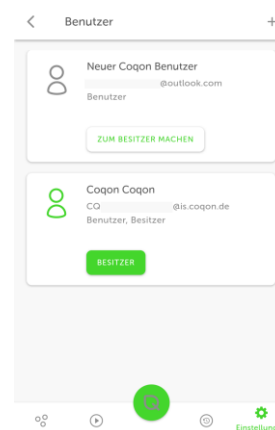 Benutzer
Neuer Coqon Benutzer
@outlook.com
Benutzer
ZUM BESITZER MACHEN
Coqon Coqon
CQ @is.coqon.de
Benutzer, Besitzer
BESITZER